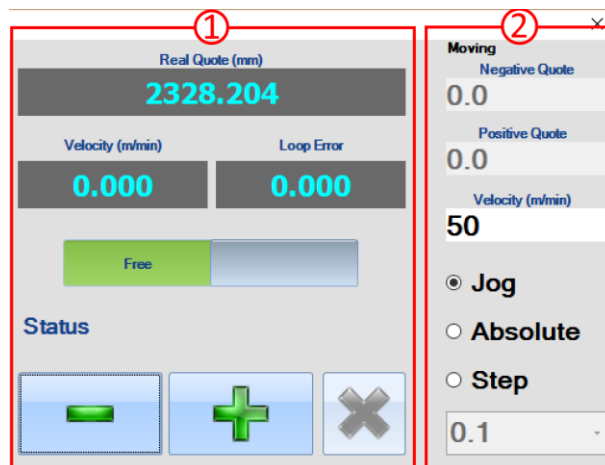 1
Real Quote (mm)
2328.204
Velocity (m/min)
Loop Error
0.000
0.000
Free
Status
2
Moving
Negative Quote
0.0
Positive Quote
0.0
Velocity (m/min)
50
Jog
Absolute
Step
0.1